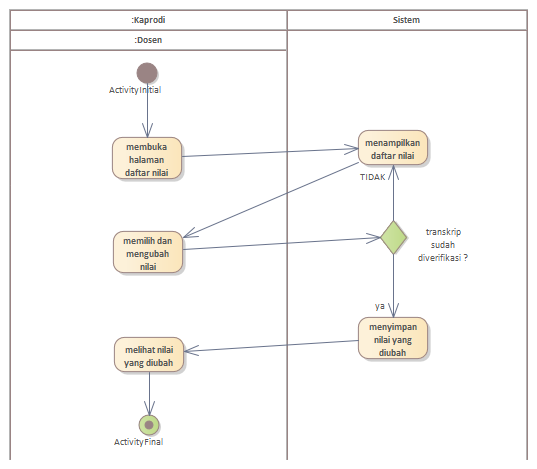 :Kaprodi
Sistem
:Dosen
ActivityInitial
membuka
halaman
daftar nilai
menampilkan
daftar nilai
TIDAK
memilih dan
mengubah
nilai
transkrip
sudah
diverifikasi ?
ya
menyimpan
nilai yang
diubah
melihat nilai
yang diubah
ActivityFinal